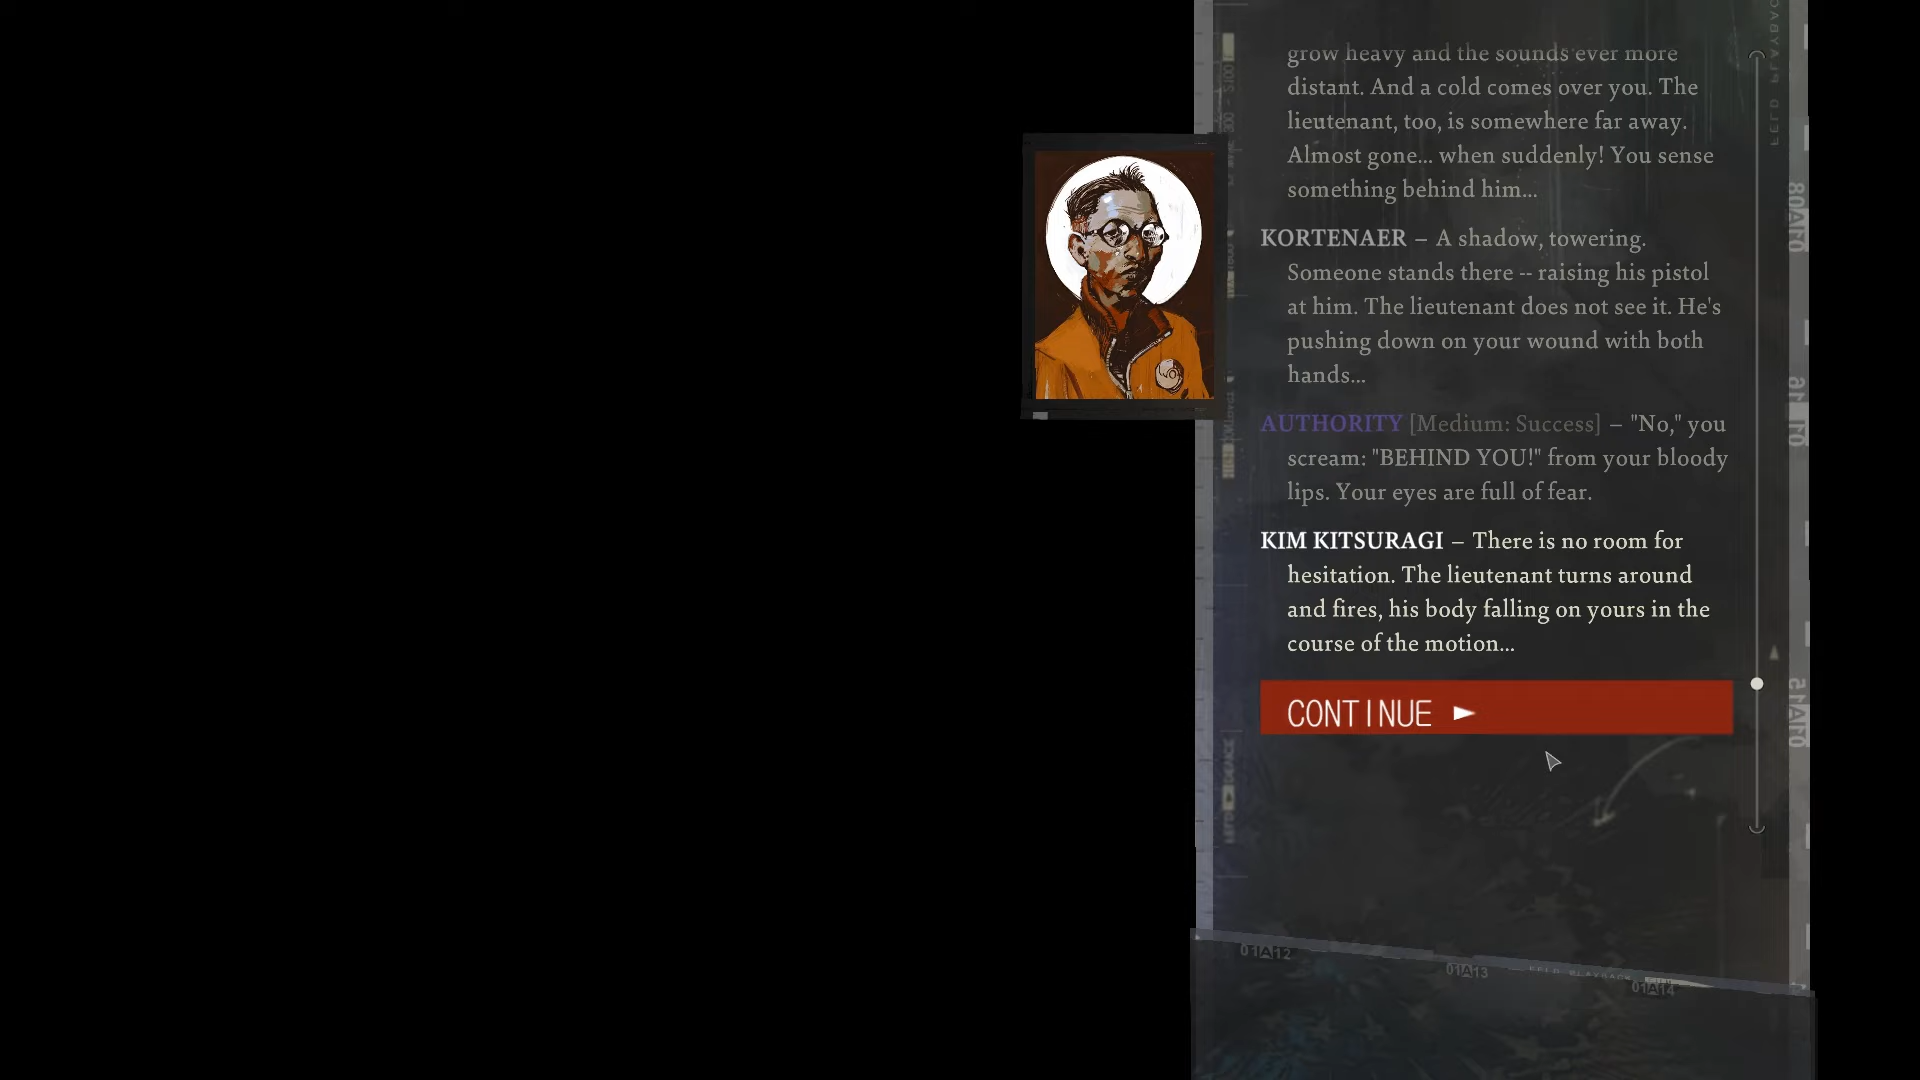 grow heavy and the sounds ever more
distant. And a cold comes over you. The
lieutenant, too, is somewhere far away.
Almost gone... when suddenly! You sense
something behind him...
KORTENAER – A shadow, towering.
Someone stands there -- raising his pistol
at him. The lieutenant does not see it. He's
pushing down on your wound with both
hands...
AUTHORITY [Medium: Success] – "No," you
scream: "BEHIND YOU!" from your bloody
lips. Your eyes are full of fear.
KIM KITSURAGI – There is no room for
hesitation. The lieutenant turns around
and fires, his body falling on yours in the
course of the motion...
CONTINUE
01A12
01A13
01A14